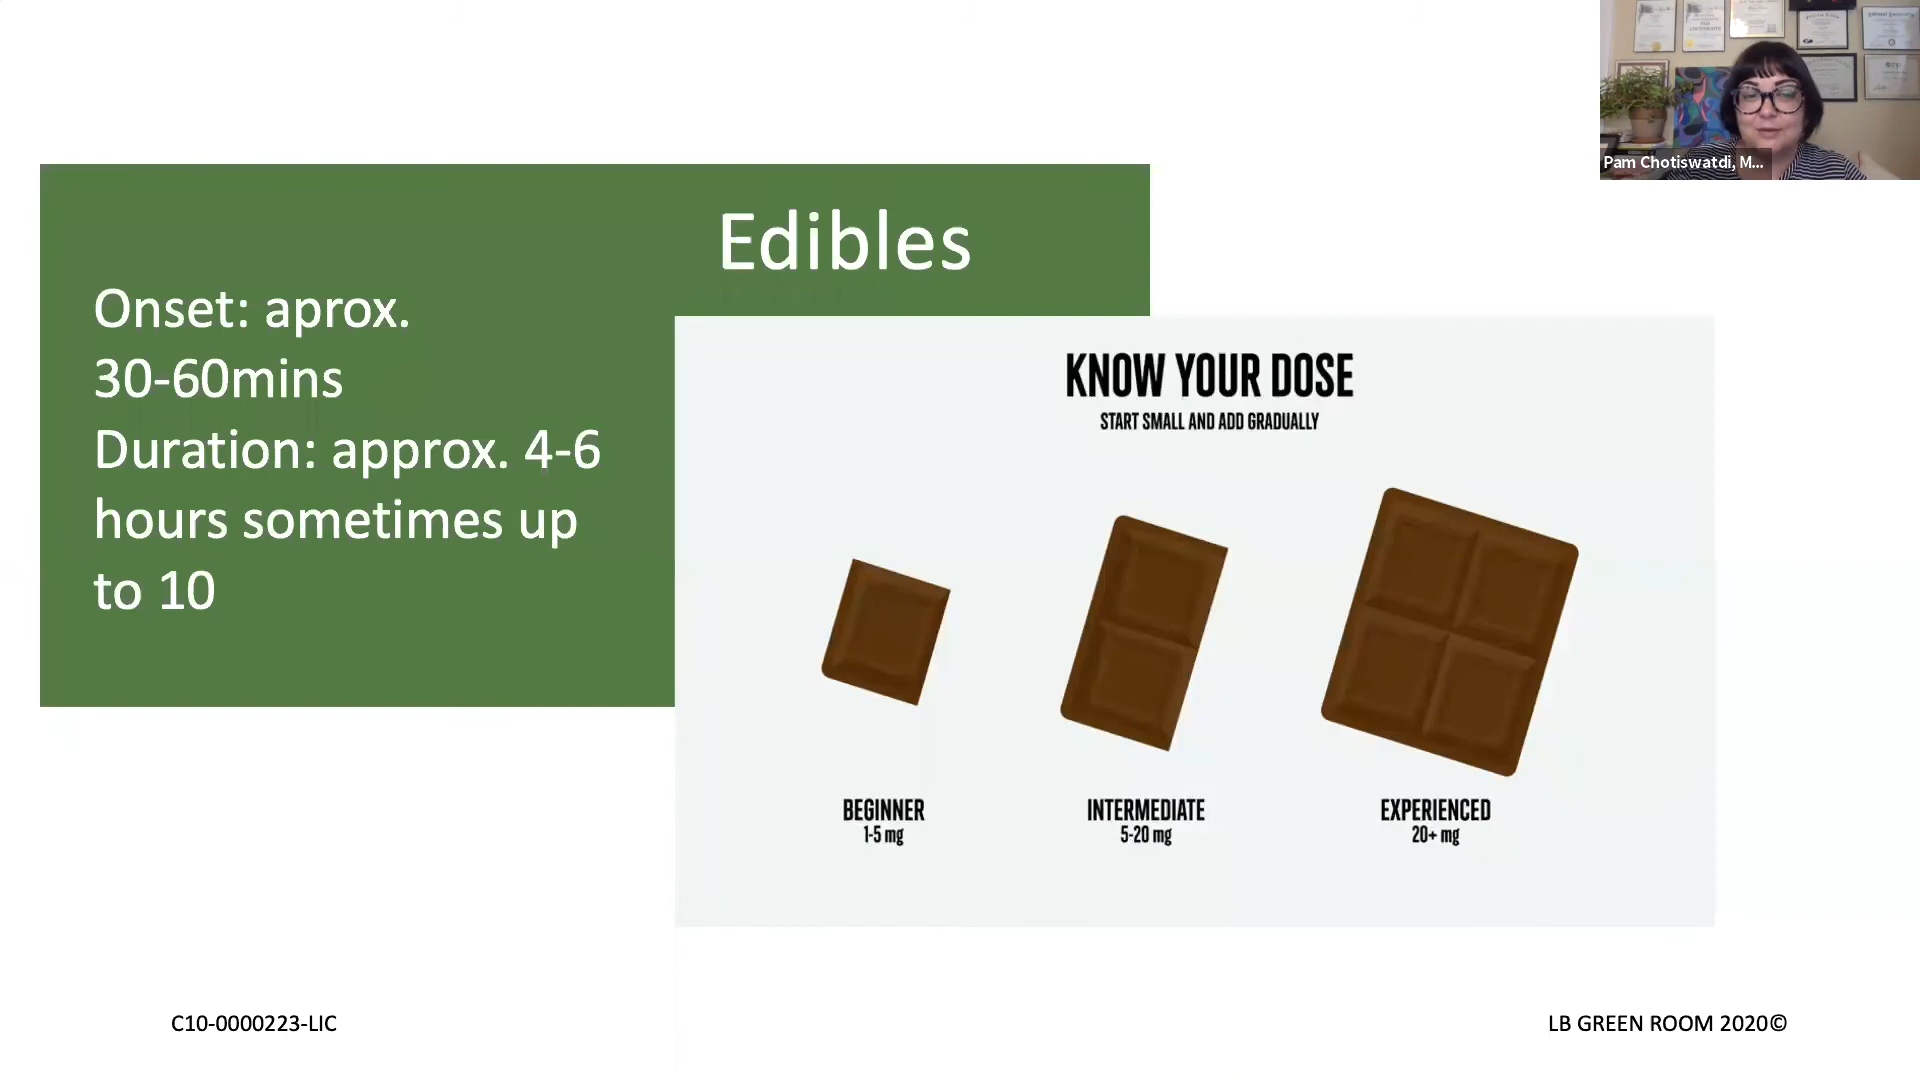 Pam Chotiswatdi, M...
Edibles
Onset: aprox.
30-60mins
Duration: approx. 4-6
hours sometimes up
to 10
KNOW YOUR DOSE
START SMALL AND ADD GRADUALLY
BEGINNER
1-5 mg
INTERMEDIATE
5-20 mg
EXPERIENCED
20+ mg
C10-0000223-LIC
LB GREEN ROOM 2020©